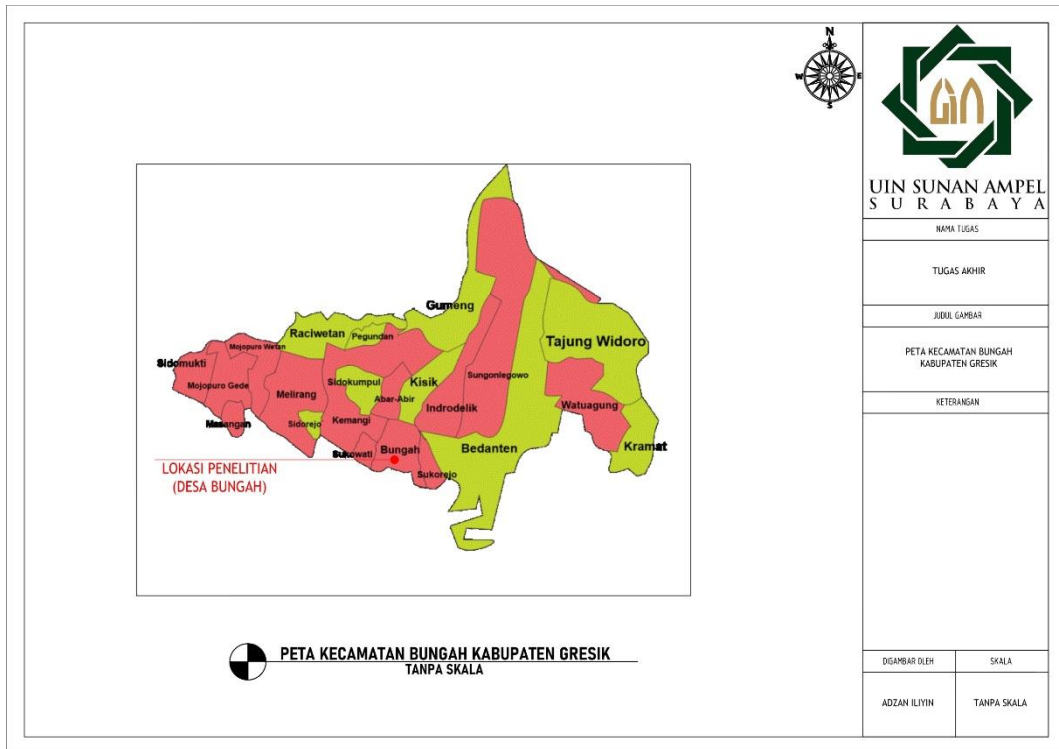 N
W
E
S
UIN SUNAN AMPEL
SURABAYA
NAMA TUGAS
TUGAS AKHIR
JUDUL GAMBAR
PETA KECAMATAN BUNGAH
KABUPATEN GRESIK
KETERANGAN
DIGAMBAR OLEH
SKALA
ADZAN ILIYIN
TANPA SKALA
Gumeng
Raciwetan
Pegundan
Tajung Widoro
Mojopuro Wetan
Sidomukti
Mojopuro Gede
Melirang
Sidokumpul
Kisik
Sungonlegowo
Abar-Abir
Indrodelik
Watuagung
Masangan
Sidorejo
Kemangi
Bungah
Bedanten
Kramat
Sukowati
Sukorejo
LOKASI PENELITIAN
(DESA BUNGAH)
PETA KECAMATAN BUNGAH KABUPATEN GRESIK
TANPA SKALA